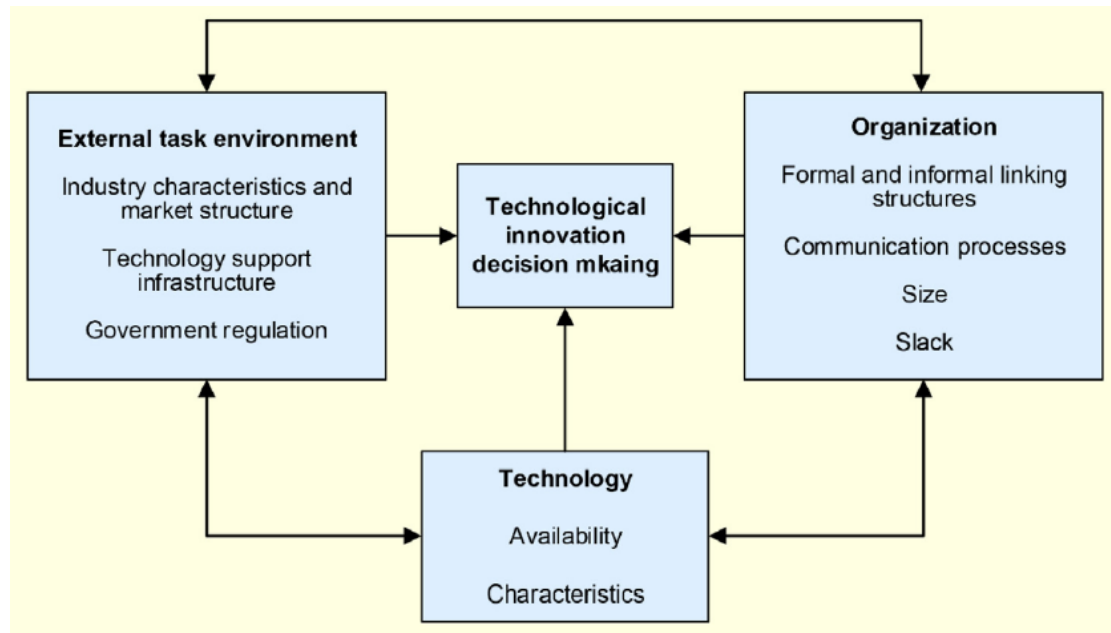 External task environment
Industry characteristics and
market structure
Technology support
infrastructure
Government regulation
Technological
innovation
decision mkaing
Organization
Formal and informal linking
structures
Communication processes
Size
Slack
Technology
Availability
Characteristics